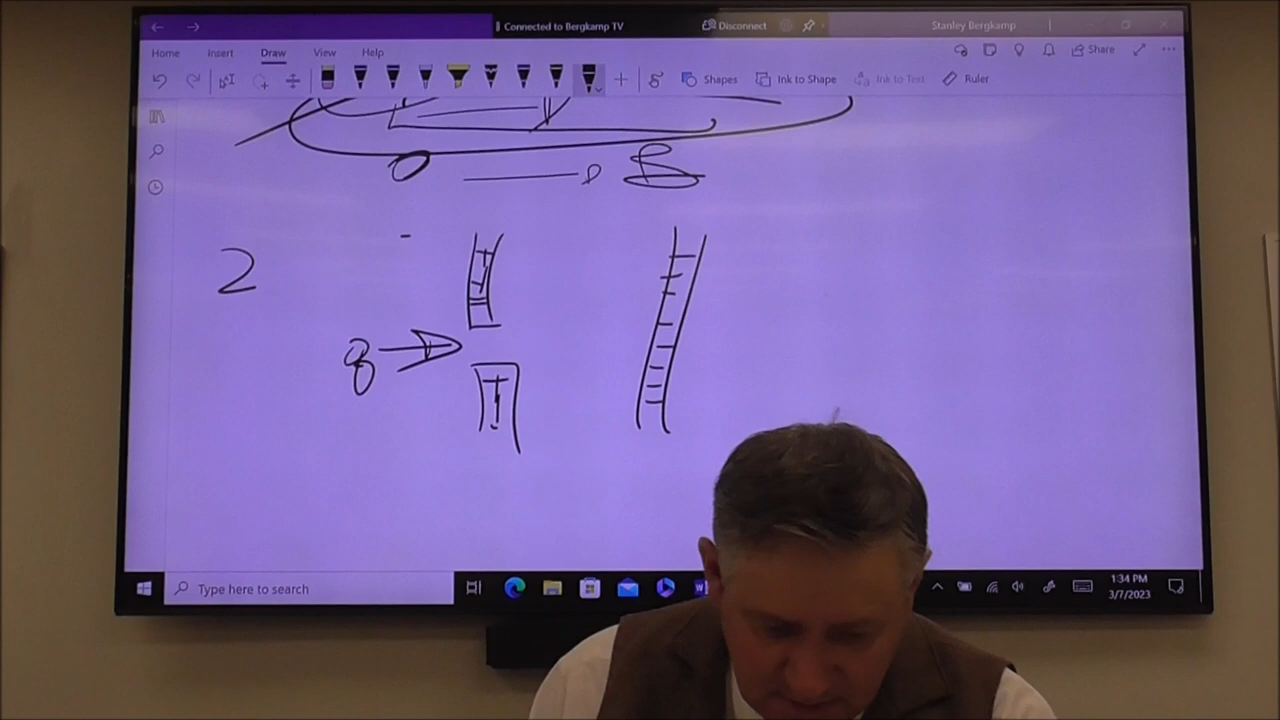 Connected to Bergkamp TV Disconnect Stanley Bergkamp
Home Insert Draw View Help Share
Shapes Ink to Shape Ink to Text Ruler
2
8
Type here to search
1:34 PM
3/7/2023